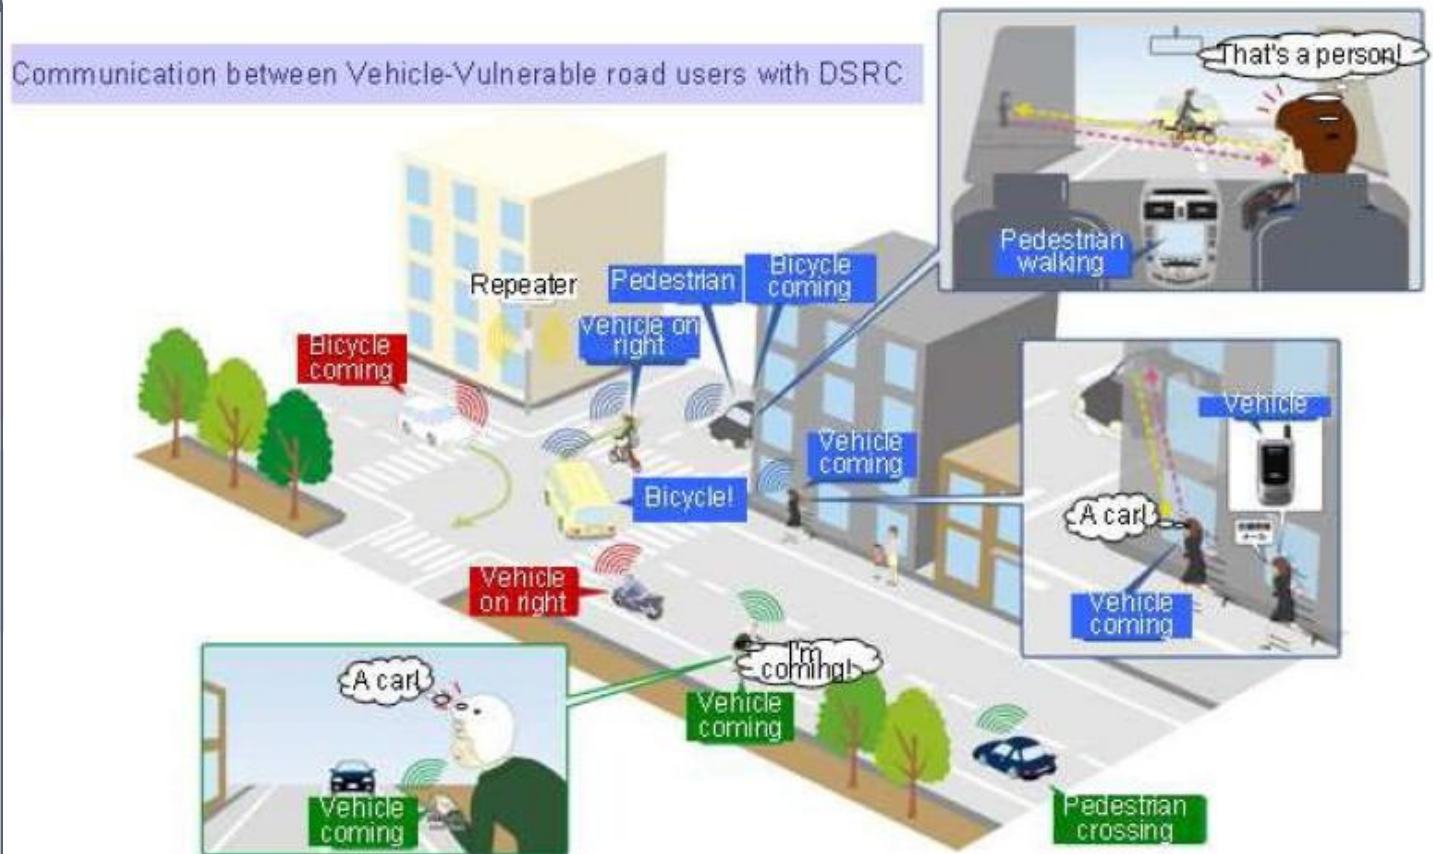 Communication between Vehicle-Vulnerable road users with DSRC
That's a person!
Pedestrian
walking
Repeater
Pedestrian
Bicycle
coming
Vehicle on
right
Bicycle
coming
Vehicle
Vehicle
coming
Bicycle!
A car!
Vehicle
on right
Vehicle
coming
I'm
coming!
A car!
Vehicle
coming
Vehicle
coming
Pedestrian
crossing